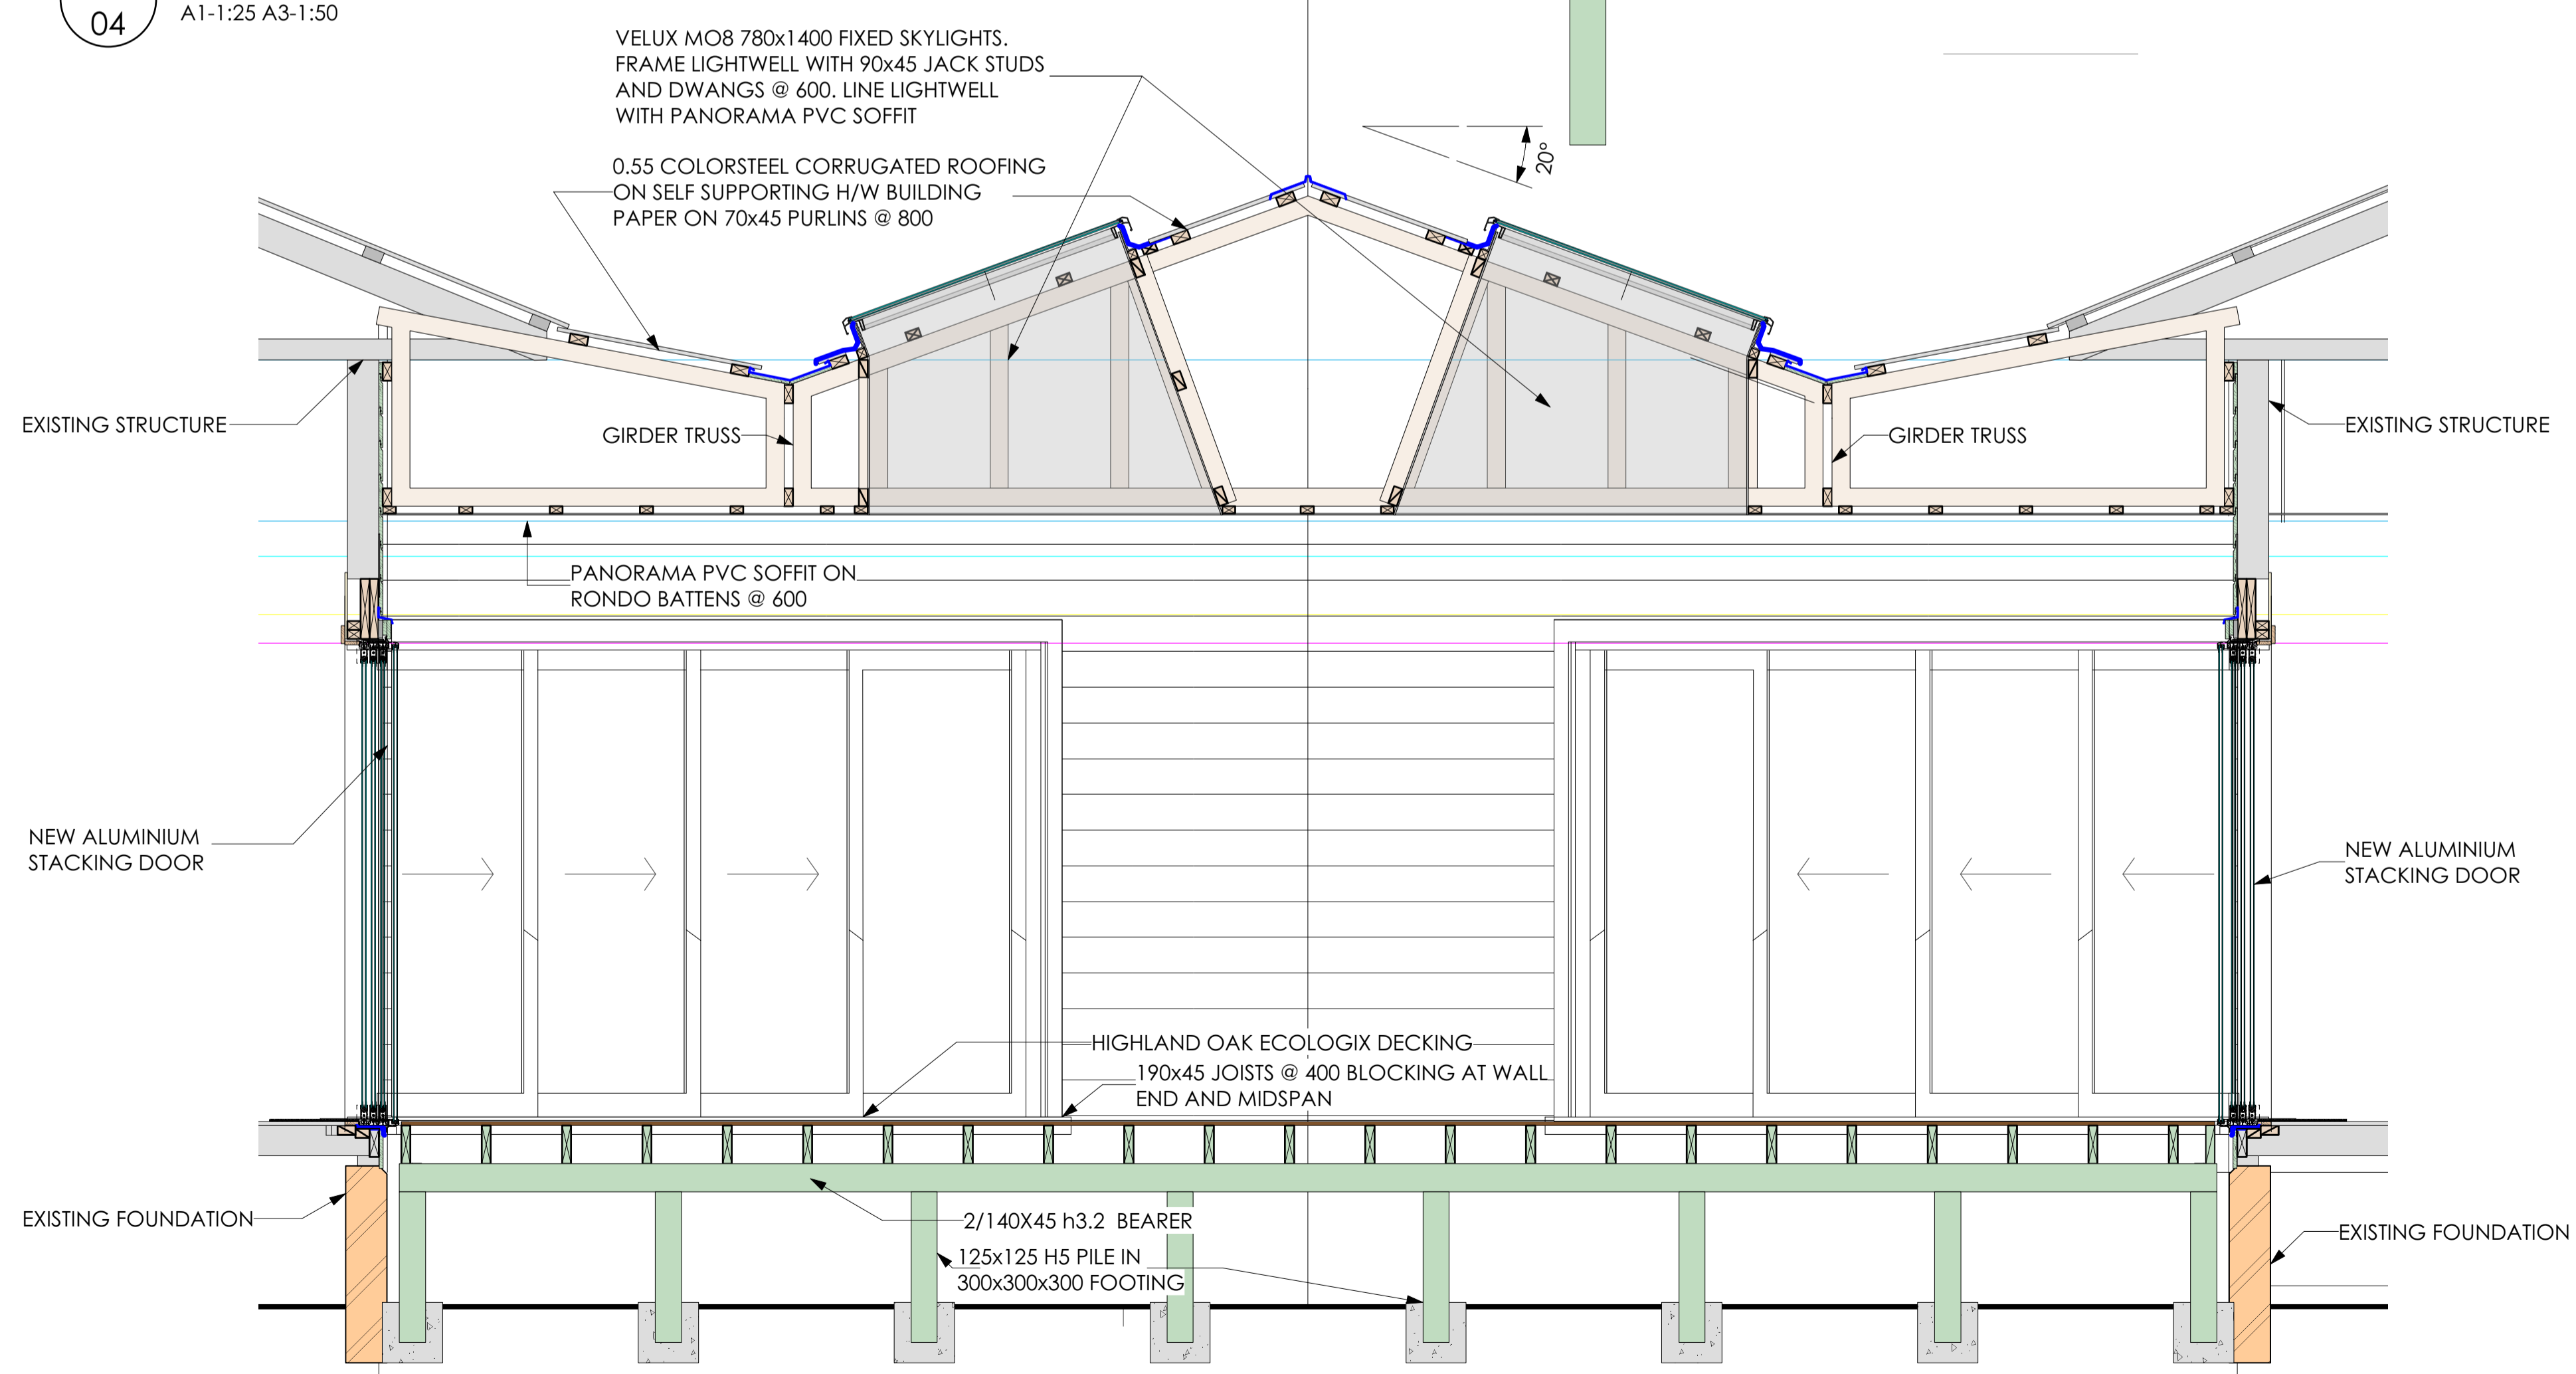 04
A1-1:25 A3-1:50
VELUX MO8 780x1400 FIXED SKYLIGHTS.
FRAME LIGHTWELL WITH 90x45 JACK STUDS
AND DWANGS @ 600. LINE LIGHTWELL
WITH PANORAMA PVC SOFFIT
0.55 COLORSTEEL CORRUGATED ROOFING
ON SELF SUPPORTING H/W BUILDING
PAPER ON 70x45 PURLINS @ 800
20°
EXISTING STRUCTURE
GIRDER TRUSS
GIRDER TRUSS
EXISTING STRUCTURE
PANORAMA PVC SOFFIT ON
RONDO BATTENS @ 600
NEW ALUMINIUM
STACKING DOOR
NEW ALUMINIUM
STACKING DOOR
HIGHLAND OAK ECOLOGIX DECKING
190x45 JOISTS @ 400 BLOCKING AT WALL
END AND MIDSPAN
EXISTING FOUNDATION
2/140X45 h3.2 BEARER
EXISTING FOUNDATION
125x125 H5 PILE IN
300x300x300 FOOTING